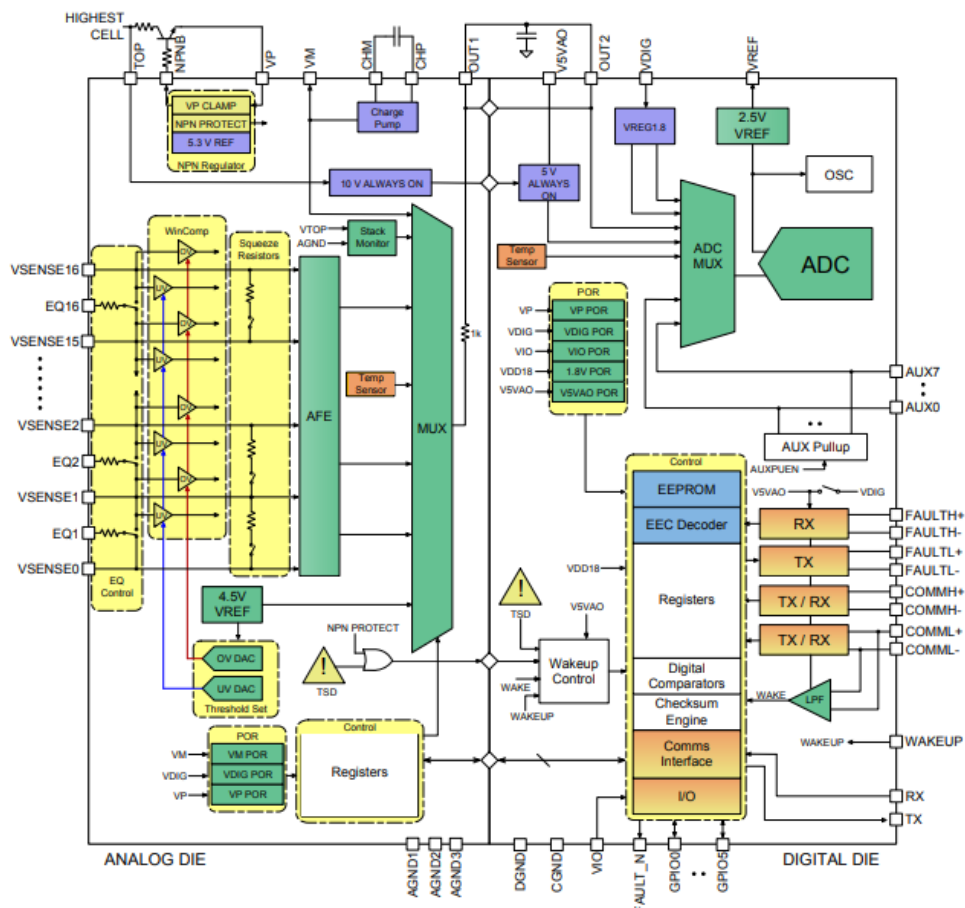 HIGHEST
CELL
TOP
NPNB
VP
VM
CHM
CHP
OUT1
V5VAO
OUT2
VDIG
VREF
VP CLAMP
NPN PROTECT
5.3 V REF
NPN Regulator
Charge
Pump
VREG1.8
2.5V
VREF
OSC
10 V ALWAYS ON
5 V
ALWAYS
ON
WinComp
Squeeze
Resistors
VTOP
AGND
Stack
Monitor
Temp
Sensor
ADC
MUX
ADC
VSENSE16
EQ16
VSENSE15
VSENSE2
EQ2
VSENSE1
EQ1
VSENSE0
OV
UV
OV
UV
OV
UV
OV
UV
EQ
Control
AFE
Temp
Sensor
MUX
1k
POR
VP
VP POR
VDIG
VDIG POR
VIO
VIO POR
VDD18
1.8V POR
V5VAO
V5VAO POR
AUX7
AUX0
AUX Pullup
AUXPUEN
V5VAO
VDIG
Control
EEPROM
EEC Decoder
Registers
Digital
Comparators
Checksum
Engine
Comms
Interface
I/O
RX
TX
TX / RX
TX / RX
FAULTH+
FAULTH-
FAULTL+
FAULTL-
COMMH+
COMMH-
COMML+
COMML-
VDD18
4.5V
VREF
OV DAC
UV DAC
Threshold Set
NPN PROTECT
!
TSD
!
TSD
V5VAO
Wakeup
Control
WAKE
WAKEUP
WAKE
LPF
WAKEUP
WAKEUP
RX
TX
POR
VM
VM POR
VDIG
VDIG POR
VP
VP POR
Control
Registers
ANALOG DIE
AGND1
AGND2
AGND3
DGND
CGND
VIO
FAULT_N
GPIO0
GPIO5
DIGITAL DIE